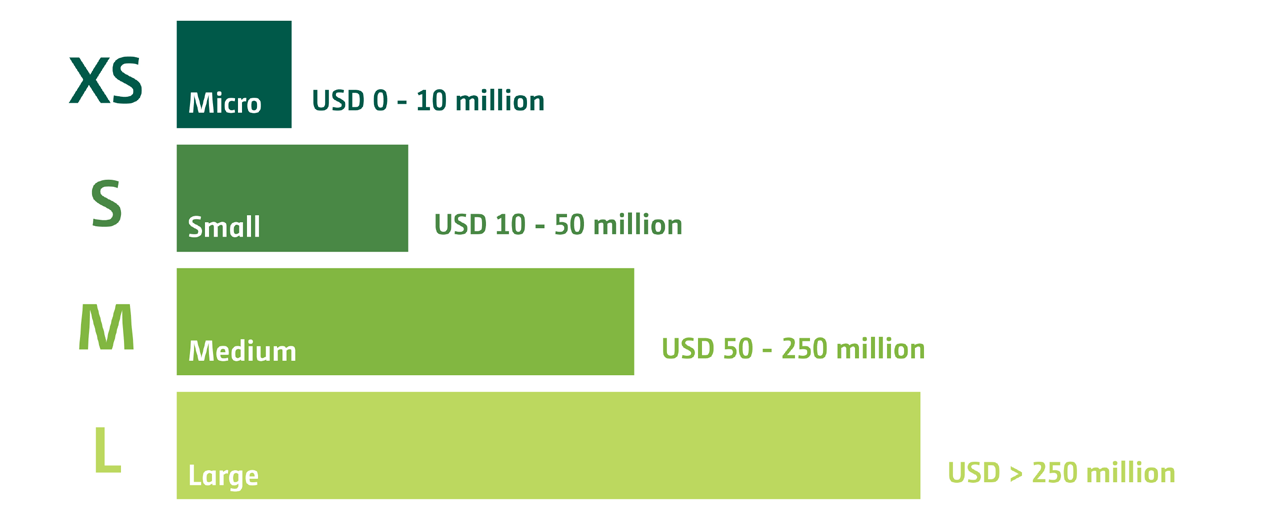 XS
Micro
USD 0 - 10 million
S
Small
USD 10 - 50 million
M
Medium
USD 50 - 250 million
L
Large
USD > 250 million